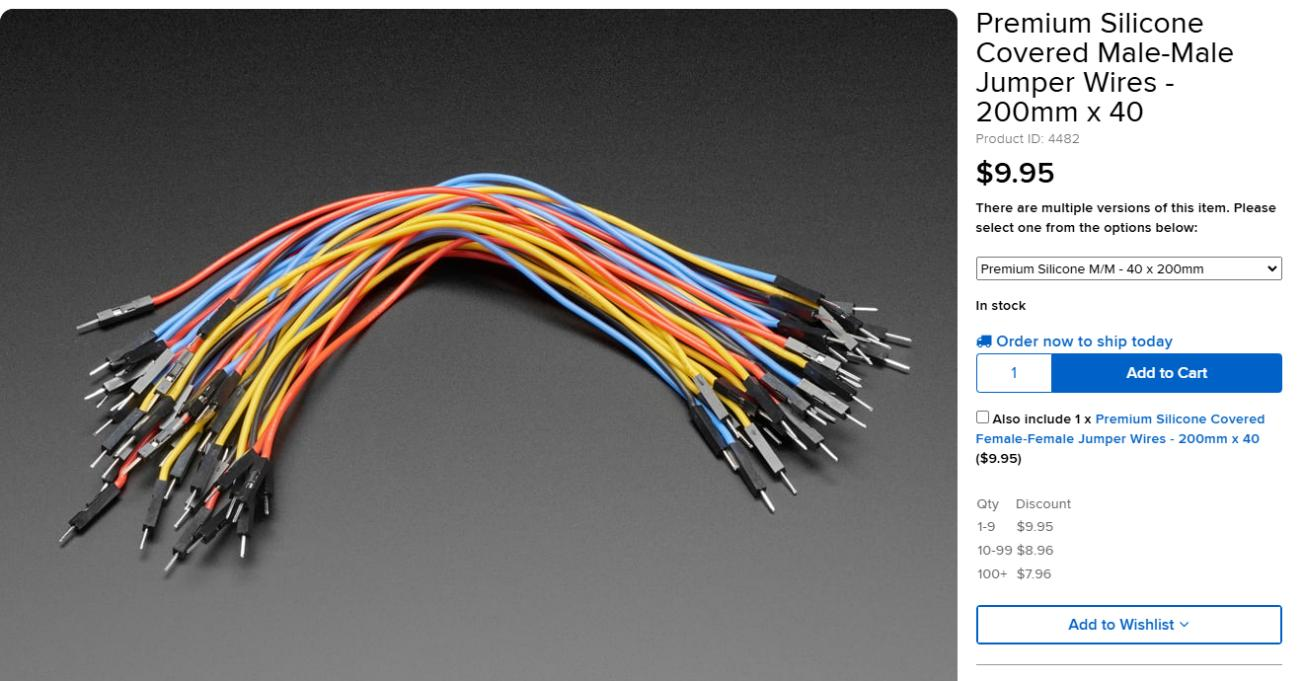 Premium Silicone
Covered Male-Male
Jumper Wires -
200mm x 40
Product ID: 4482
$9.95
There are multiple versions of this item. Please
select one from the options below:
Premium Silicone M/M - 40 x 200mm
In stock
Order now to ship today
1 Add to Cart
Also include 1 x Premium Silicone Covered
Female-Female Jumper Wires - 200mm x 40
($9.95)
Qty Discount
1-9 $9.95
10-99 $8.96
100+ $7.96
Add to Wishlist